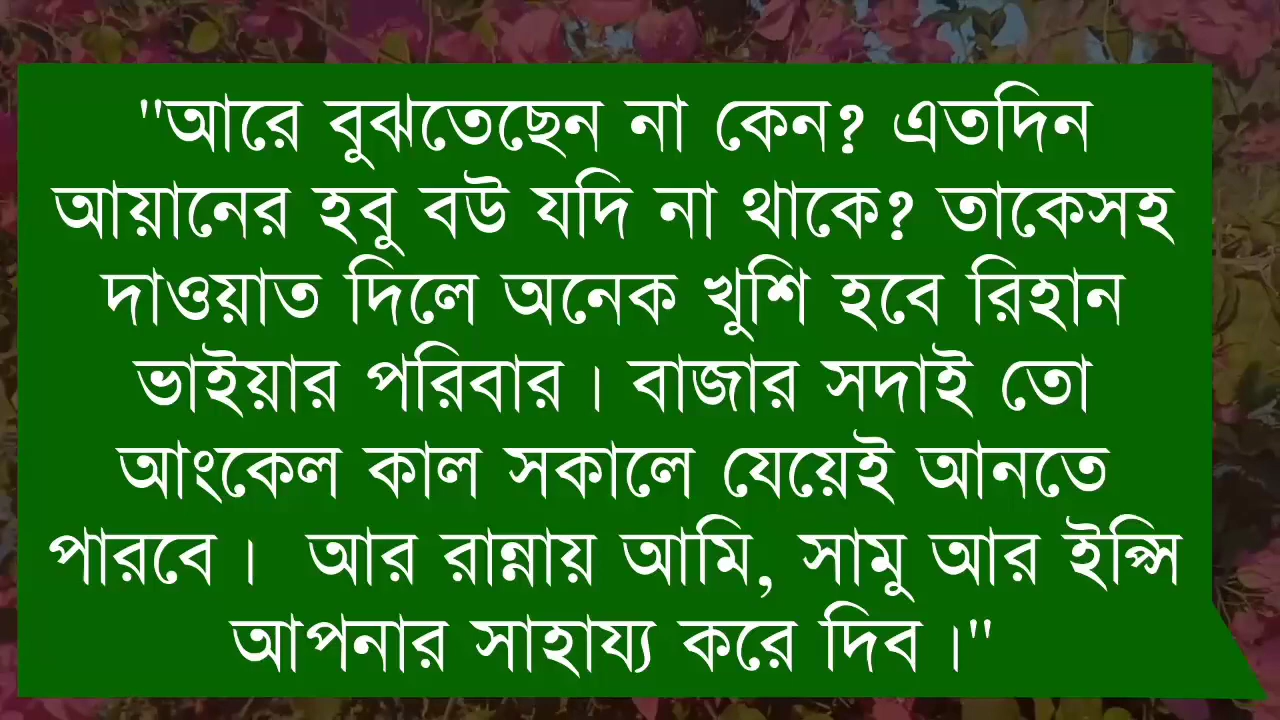 "আরে বুঝতেছেন না কেন? এতদিন
আয়ানের হবু বউ যদি না থাকে? তাকেসহ
দাওয়াত দিলে অনেক খুশি হবে রিহান
ভাইয়ার পরিবার। বাজার সদাই তো
আংকেল কাল সকালে যেয়েই আনতে
পারবে। আর রান্নায় আমি, সামু আর ইপ্সি
আপনার সাহায্য করে দিব।"